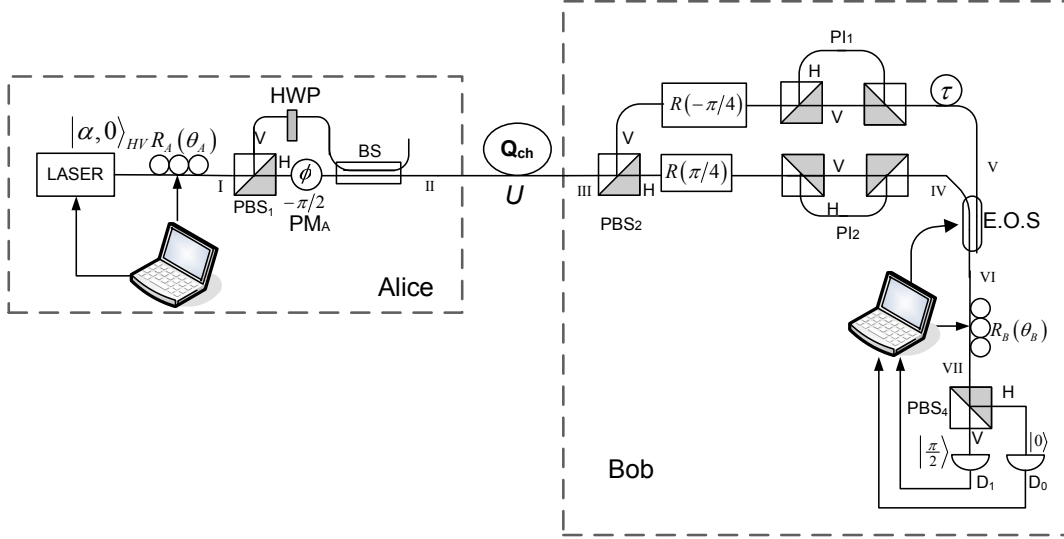 PI1
H
V
τ
R(−π/4)
V
HWP
|α,0⟩HV RA(θA)
V
BS
Qch
LASER
H
ϕ
I
II
U
III
PBS1
−π/2
PMA
PBS2
H
R(π/4)
V
H
PI2
IV
V
E.O.S
Alice
VI
RB(θB)
VII
PBS4
H
V
|π/2⟩
|0⟩
D1
D0
Bob